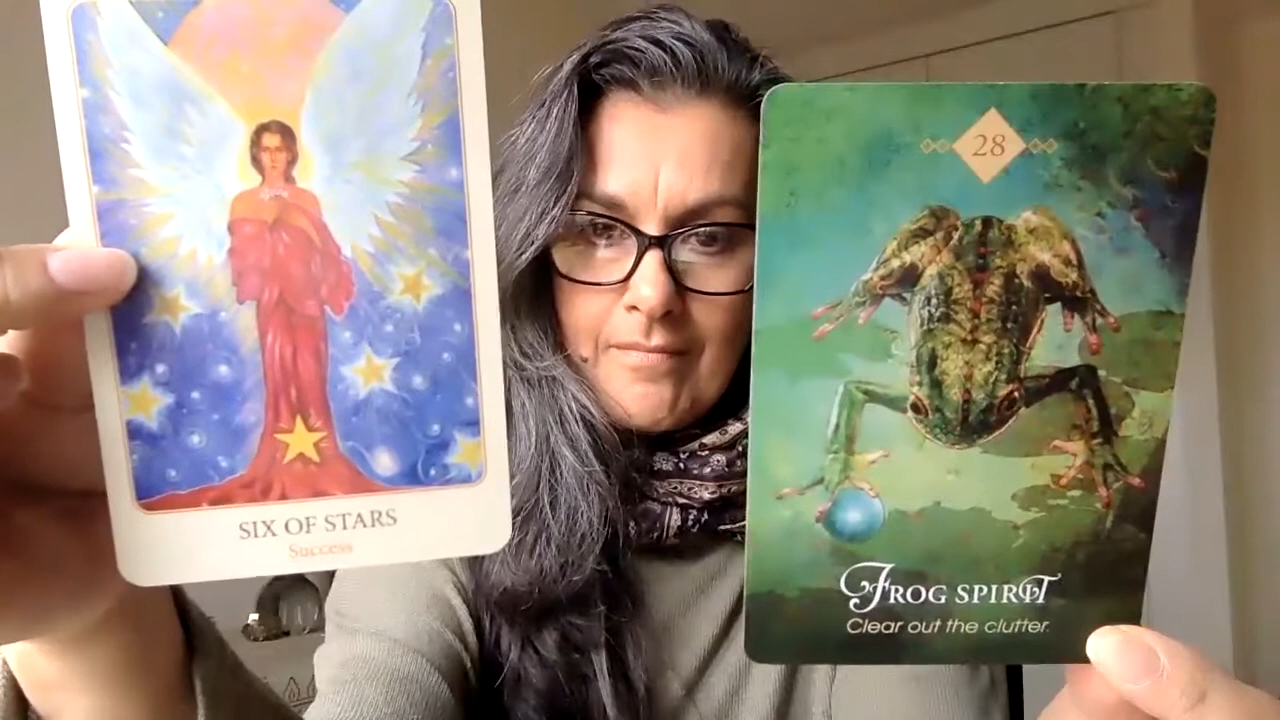 SIX OF STARS
Success
28
FROG SPIRIT
Clear out the clutter.